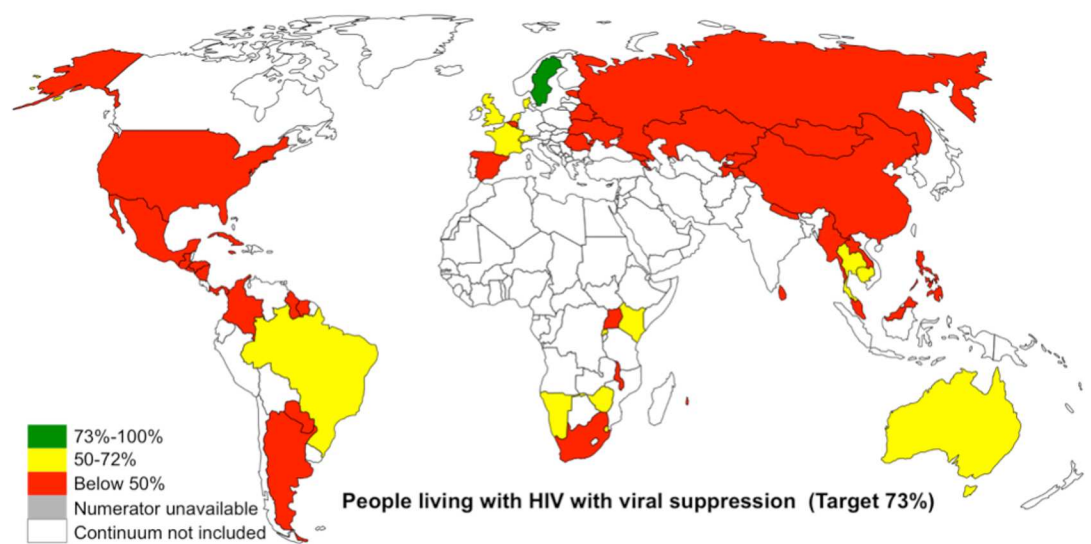 73%-100%
50-72%
Below 50%
Numerator unavailable
Continuum not included
People living with HIV with viral suppression (Target 73%)